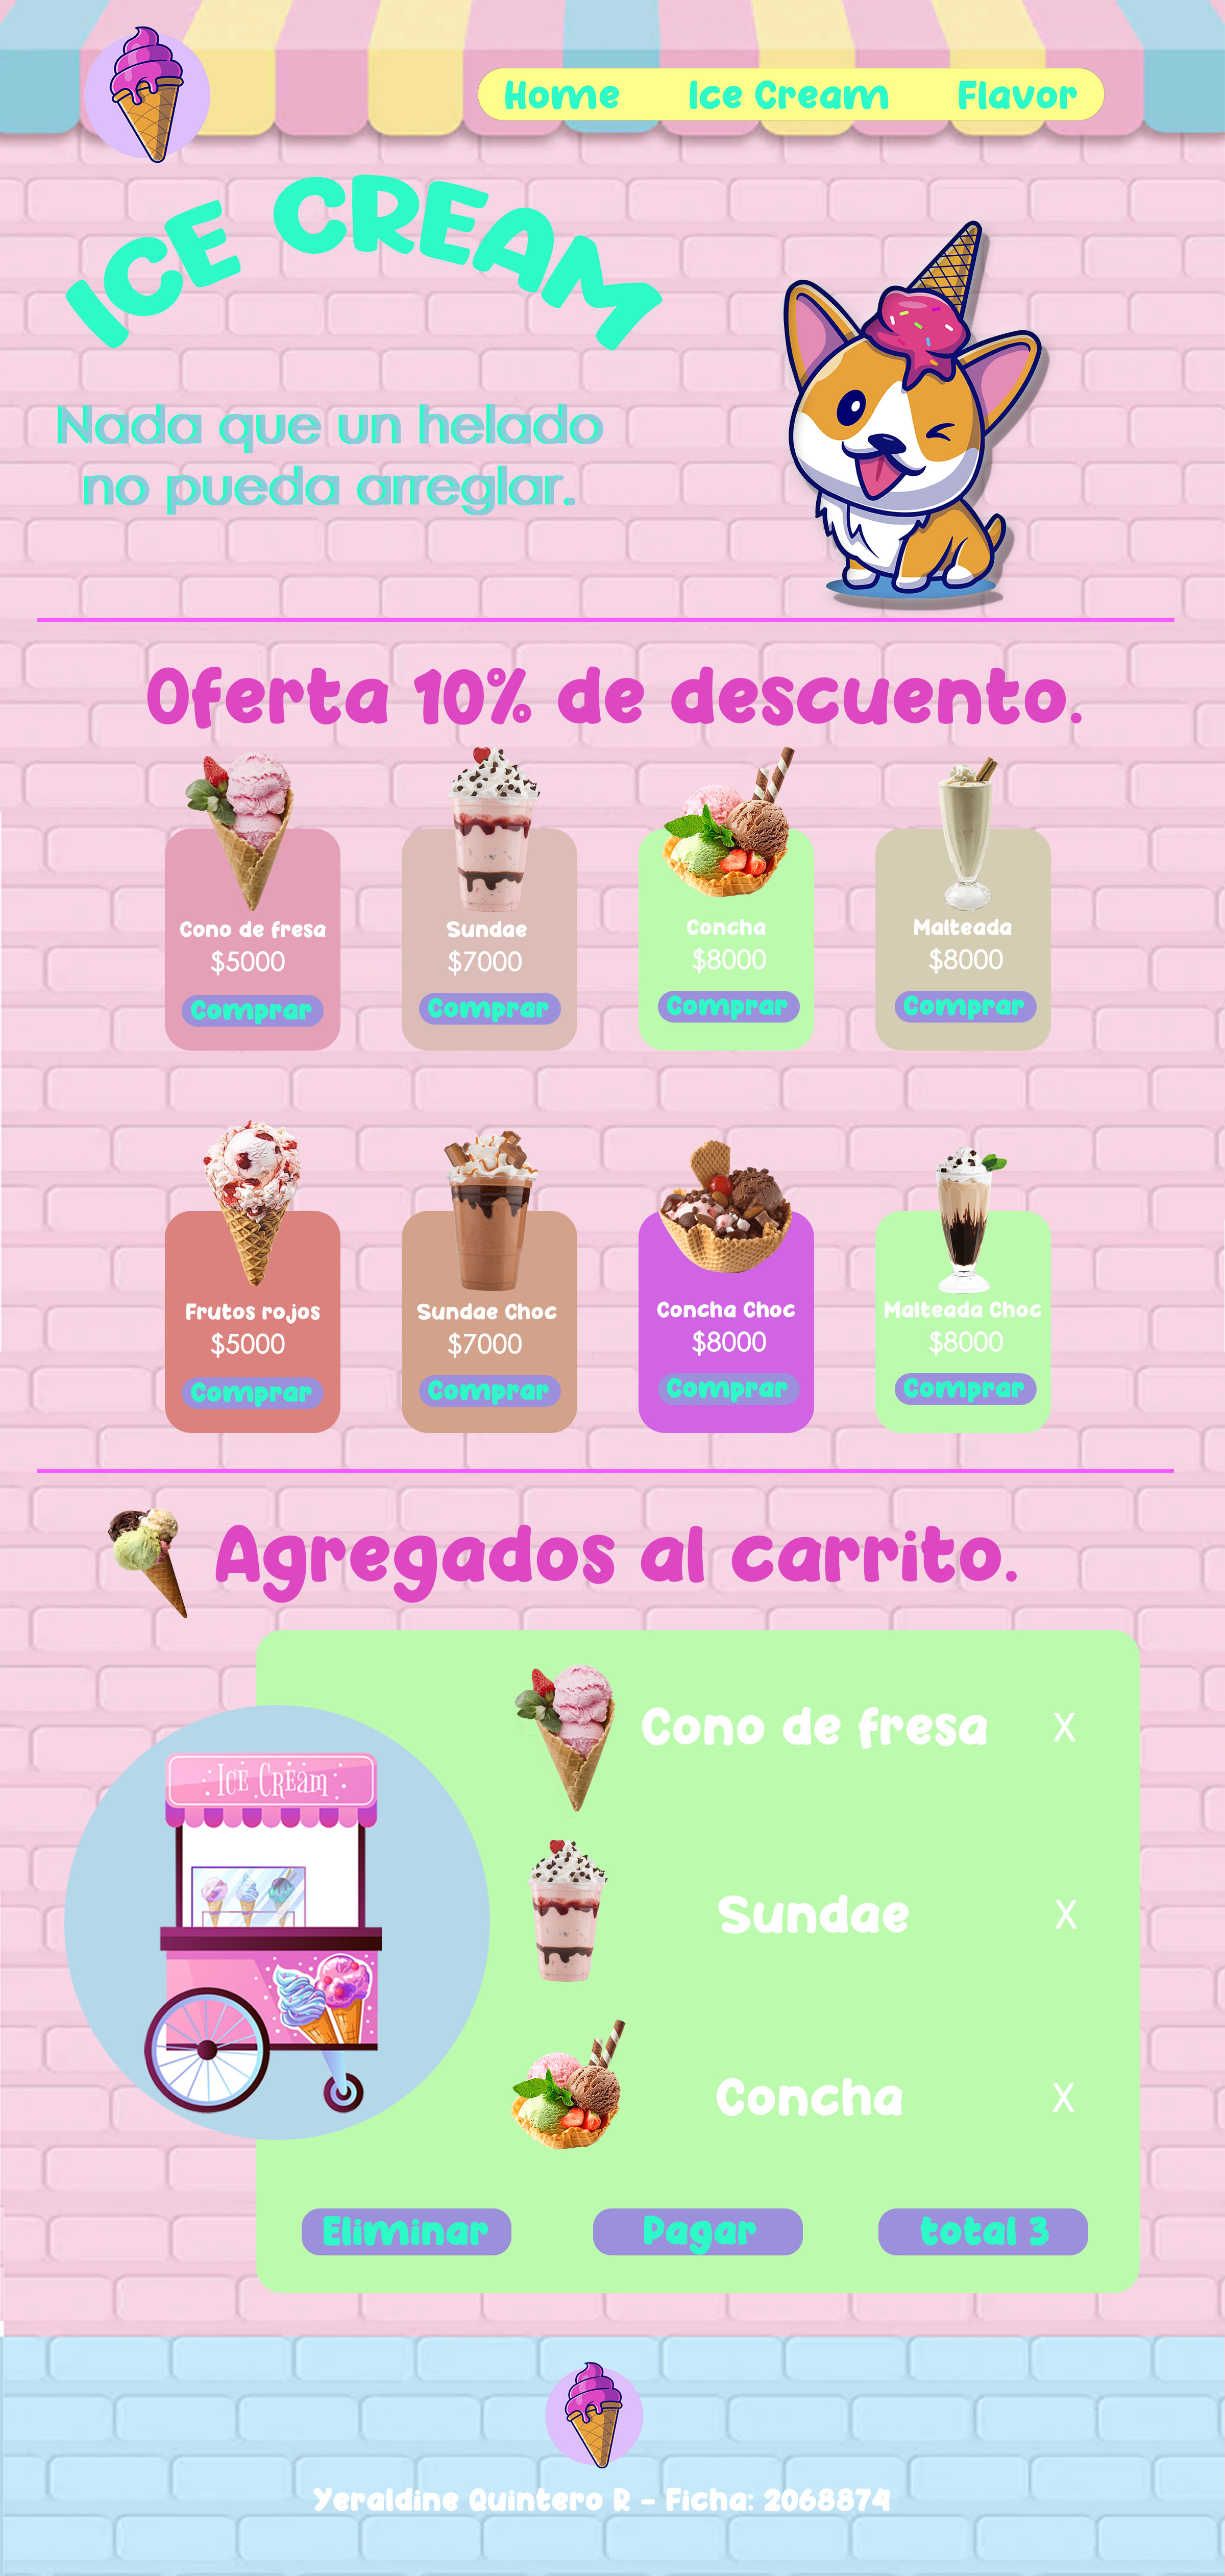 Home Ice Cream Flavor
ICE CREAM
Nada que un helado
no pueda arreglar.
Oferta 10% de descuento.
Cono de fresa
$5000
Comprar
Sundae
$7000
Comprar
Concha
$8000
Comprar
Malteada
$8000
Comprar
Frutos rojos
$5000
Comprar
Sundae Choc
$7000
Comprar
Concha Choc
$8000
Comprar
Malteada Choc
$8000
Comprar
Agregados al carrito.
ICE CREAM
Cono de fresa X
Sundae X
Concha X
Eliminar Pagar total 3
Yeraldine Quintero R - Ficha: 2068874